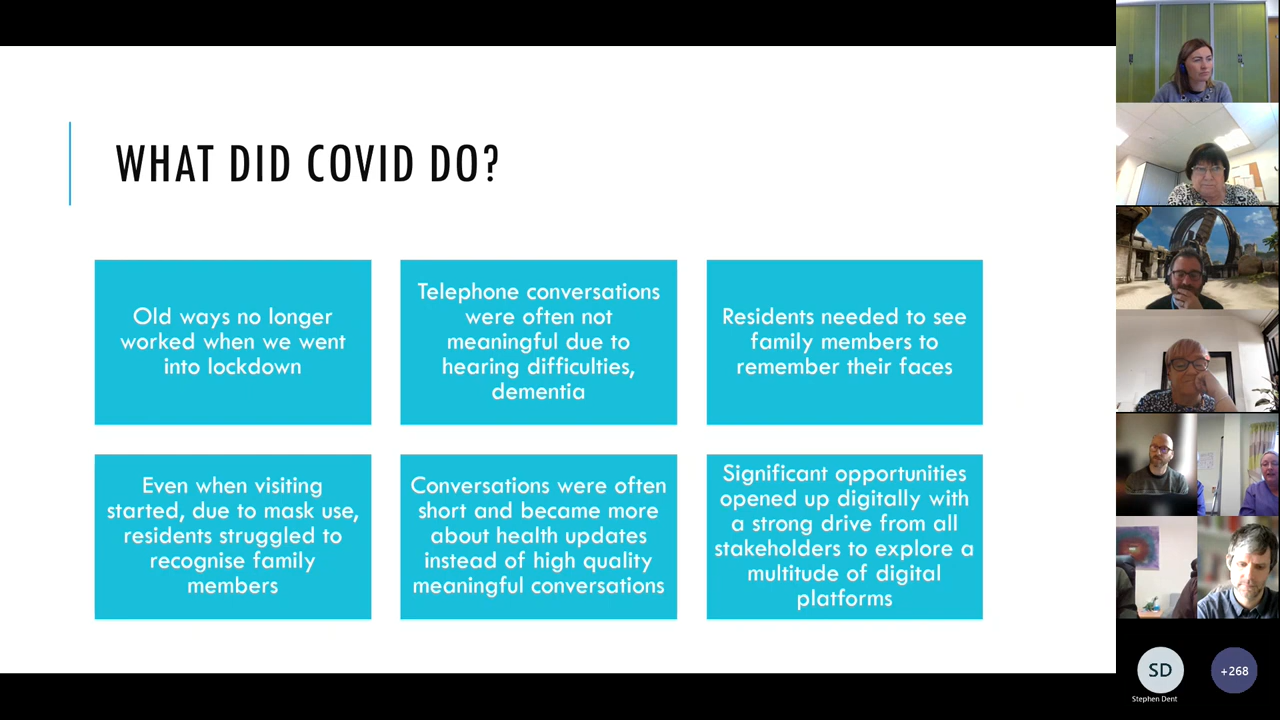 WHAT DID COVID DO?
Old ways no longer
worked when we went
into lockdown
Telephone conversations
were often not
meaningful due to
hearing difficulties,
dementia
Residents needed to see
family members to
remember their faces
Even when visiting
started, due to mask use,
residents struggled to
recognise family
members
Conversations were often
short and became more
about health updates
instead of high quality
meaningful conversations
Significant opportunities
opened up digitally with
a strong drive from all
stakeholders to explore a
multitude of digital
platforms
SD
+268
Stephen Dent